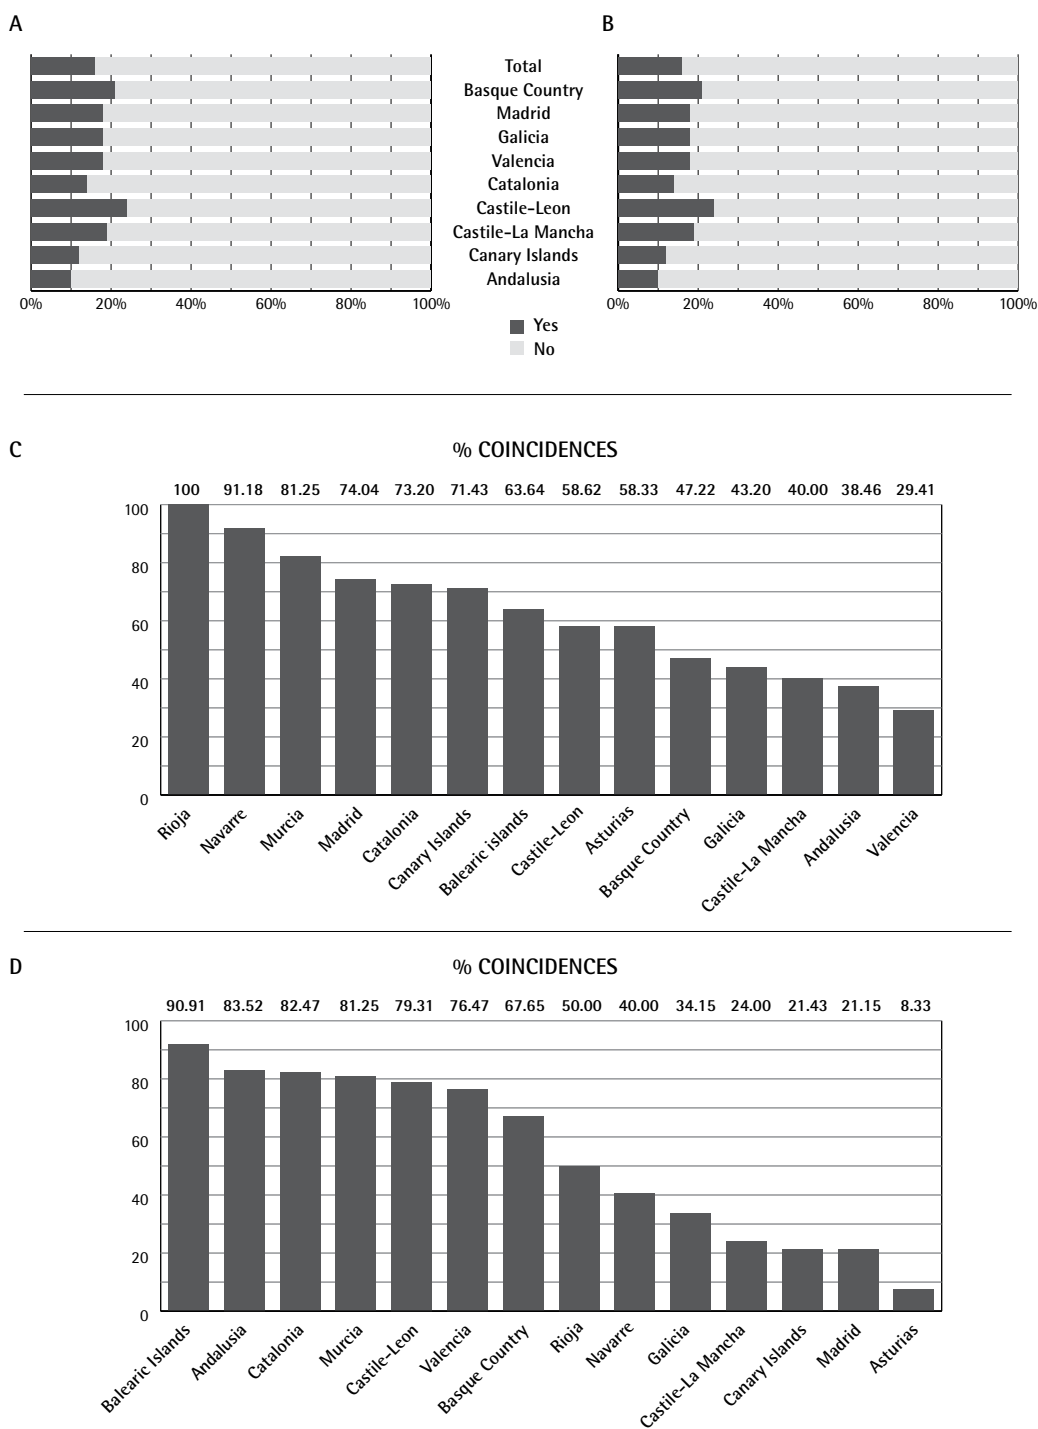 A B
Total
Basque Country
Madrid
Galicia
Valencia
Catalonia
Castile-Leon
Castile-La Mancha
Canary Islands
Andalusia
0% 20% 40% 60% 80% 100% 0% 20% 40% 60% 80% 100%
Yes
No
C % COINCIDENCES
100 91.18 81.25 74.04 73.20 71.43 63.64 58.62 58.33 47.22 43.20 40.00 38.46 29.41
100
80
60
40
20
0
Rioja
Navarre
Murcia
Madrid
Catalonia
Canary Islands
Balearic islands
Castile-Leon
Asturias
Basque Country
Galicia
Castile-La Mancha
Andalusia
Valencia
D % COINCIDENCES
90.91 83.52 82.47 81.25 79.31 76.47 67.65 50.00 40.00 34.15 24.00 21.43 21.15 8.33
100
80
60
40
20
0
Balearic Islands
Andalusia
Catalonia
Murcia
Castile-Leon
Valencia
Basque Country
Rioja
Navarre
Galicia
Castile-La Mancha
Canary Islands
Madrid
Asturias